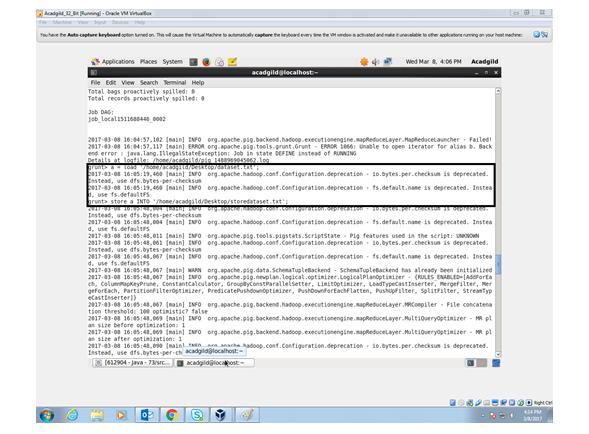 Acadgild_32_Bit [Running] - Oracle VM VirtualBox
File Machine View Input Devices Help
You have the Auto capture keyboard option turned on. This will cause the Virtual Machine to automatically capture the keyboard every time the VM window is activated and make it unavailable to other applications running on your host machine:
Applications Places System Wed Mar 8, 4:06 PM Acadgild
acadgild@localhost:~
File Edit View Search Terminal Help
Total bags proactively spilled: 0
Total records proactively spilled: 0
Job DAG:
job_local1511688448_0002
2017-03-08 16:04:57,102 [main] INFO org.apache.pig.backend.hadoop.executionengine.mapReduceLayer.MapReduceLauncher - Failed!
2017-03-08 16:04:57,117 [main] ERROR org.apache.pig.tools.grunt.Grunt - ERROR 1066: Unable to open iterator for alias b. Back
end error : java.lang.IllegalStateException: Job in state DEFINE instead of RUNNING
Details at logfile: /home/acadgild/pig_1488969045062.log
grunt> a = load '/home/acadgild/Desktop/dataset.txt';
2017-03-08 16:05:19,460 [main] INFO org.apache.hadoop.conf.Configuration.deprecation - io.bytes.per.checksum is deprecated.
Instead, use dfs.bytes-per-checksum
2017-03-08 16:05:19,460 [main] INFO org.apache.hadoop.conf.Configuration.deprecation - fs.default.name is deprecated. Instea
d, use fs.defaultFS
grunt> store a INTO '/home/acadgild/Desktop/storedataset.txt';
2017-03-08 16:05:48,004 [main] INFO org.apache.hadoop.conf.Configuration.deprecation - io.bytes.per.checksum is deprecated.
Instead, use dfs.bytes-per-checksum
2017-03-08 16:05:48,004 [main] INFO org.apache.hadoop.conf.Configuration.deprecation - fs.default.name is deprecated. Instea
d, use fs.defaultFS
2017-03-08 16:05:48,011 [main] INFO org.apache.pig.tools.pigstats.ScriptState - Pig features used in the script: UNKNOWN
2017-03-08 16:05:48,061 [main] INFO org.apache.hadoop.conf.Configuration.deprecation - io.bytes.per.checksum is deprecated.
Instead, use dfs.bytes-per-checksum
2017-03-08 16:05:48,067 [main] INFO org.apache.hadoop.conf.Configuration.deprecation - fs.default.name is deprecated. Instea
d, use fs.defaultFS
2017-03-08 16:05:48,067 [main] WARN org.apache.pig.data.SchemaTupleBackend - SchemaTupleBackend has already been initialized
2017-03-08 16:05:48,067 [main] INFO org.apache.pig.newplan.logical.optimizer.LogicalPlanOptimizer - {RULES_ENABLED=[AddForEa
ch, ColumnMapKeyPrune, ConstantCalculator, GroupByConstParallelSetter, LimitOptimizer, LoadTypeCastInserter, MergeFilter, Mer
geForEach, PartitionFilterOptimizer, PredicatePushdownOptimizer, PushDownForEachFlatten, PushUpFilter, SplitFilter, StreamTyp
eCastInserter]}
2017-03-08 16:05:48,067 [main] INFO org.apache.pig.backend.hadoop.executionengine.mapReduceLayer.MRCompiler - File concatena
tion threshold: 100 optimistic? false
2017-03-08 16:05:48,069 [main] INFO org.apache.pig.backend.hadoop.executionengine.mapReduceLayer.MultiQueryOptimizer - MR pl
an size before optimization: 1
2017-03-08 16:05:48,069 [main] INFO org.apache.pig.backend.hadoop.executionengine.mapReduceLayer.MultiQueryOptimizer - MR pl
an size after optimization: 1
2017-03-08 16:05:48,090 [main] INFO org.apache.hadoop.conf.Configuration.deprecation - io.bytes.per.checksum is deprecated.
Instead, use dfs.bytes-per-ch
acadgild@localhost:~
[612904 - Java - 73/src... acadgild@localhost:~
Right Ctrl
4:14 PM
3/8/2017